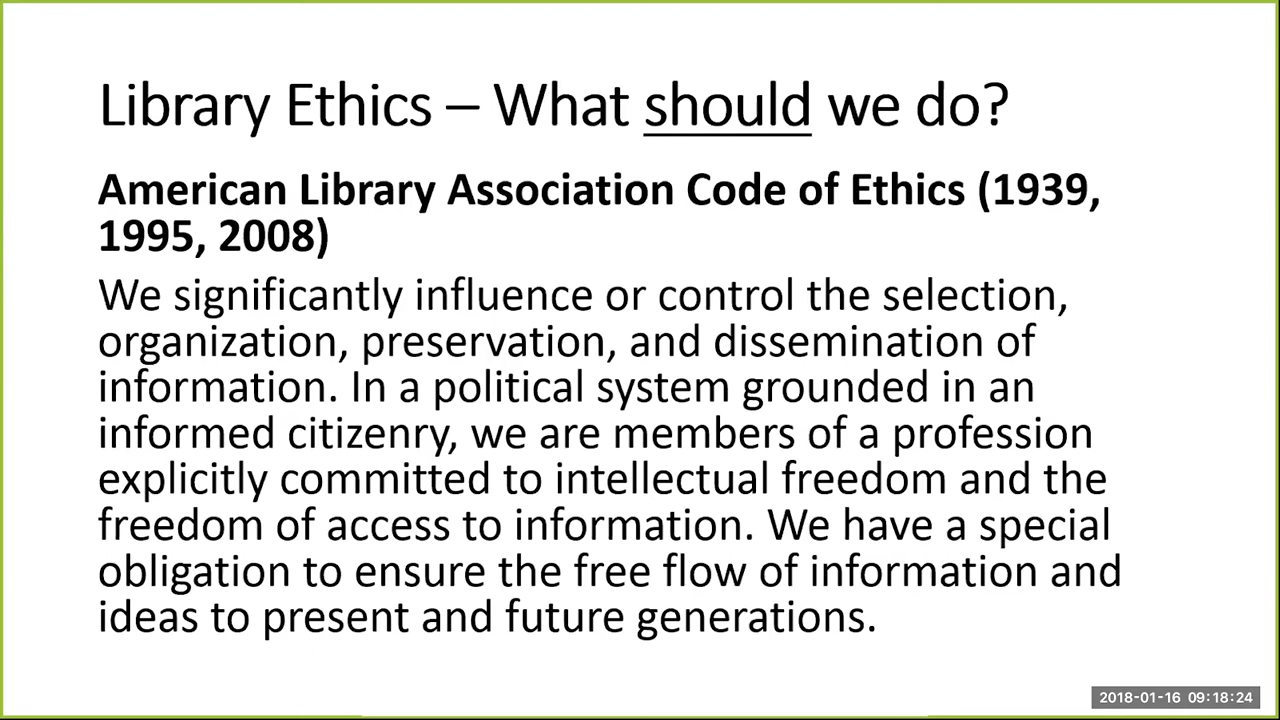 Library Ethics – What should we do?
American Library Association Code of Ethics (1939,
1995, 2008)
We significantly influence or control the selection,
organization, preservation, and dissemination of
information. In a political system grounded in an
informed citizenry, we are members of a profession
explicitly committed to intellectual freedom and the
freedom of access to information. We have a special
obligation to ensure the free flow of information and
ideas to present and future generations.
2018-01-16 09:18:24